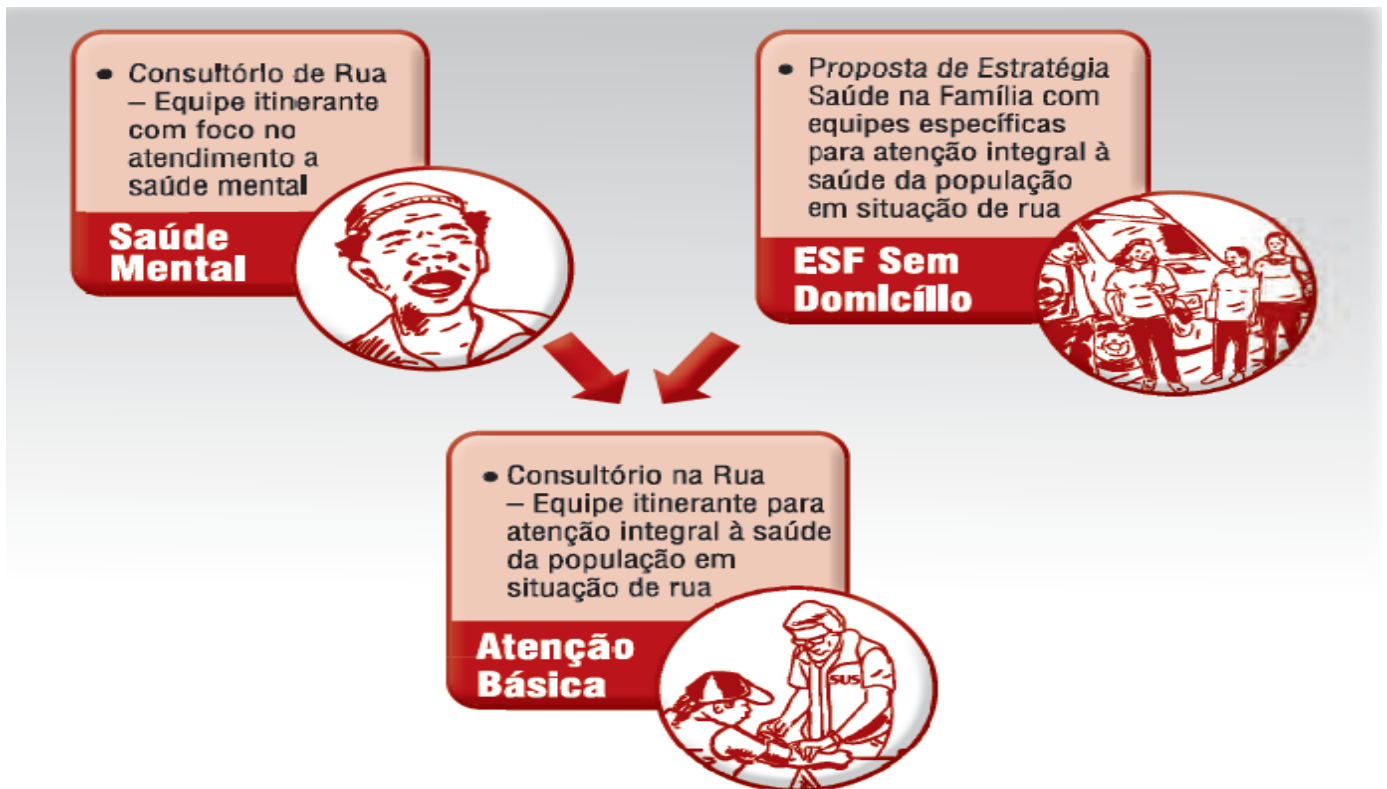 • Consultório de Rua
– Equipe itinerante
com foco no
atendimento a
saúde mental
Saúde
Mental
• Proposta de Estratégia
Saúde na Família com
equipes específicas
para atenção integral à
saúde da população
em situação de rua
ESF Sem
Domicílio
• Consultório na Rua
– Equipe itinerante para
atenção integral à saúde
da população em
situação de rua
Atenção
Básica
SUS